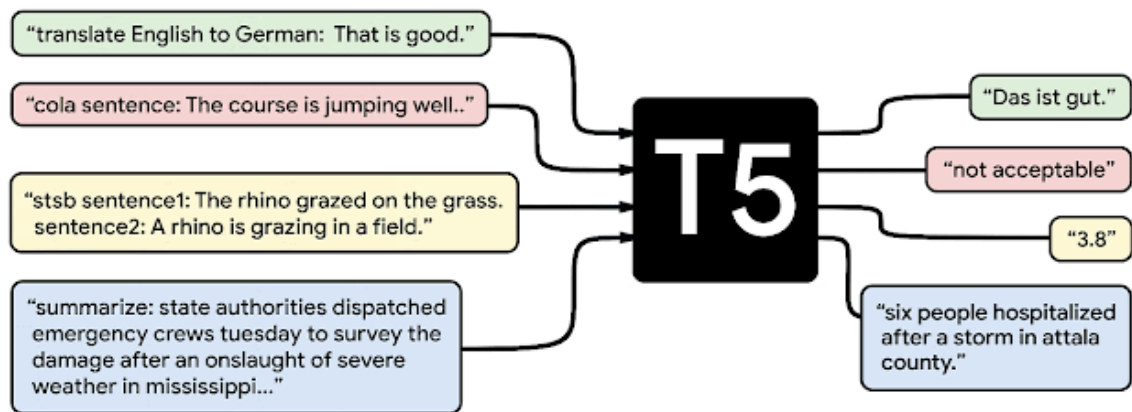 “translate English to German: That is good.”
“cola sentence: The course is jumping well..”
“stsb sentence1: The rhino grazed on the grass.
sentence2: A rhino is grazing in a field.”
“summarize: state authorities dispatched
emergency crews tuesday to survey the
damage after an onslaught of severe
weather in mississippi...”
T5
“Das ist gut.”
“not acceptable”
“3.8”
“six people hospitalized
after a storm in attala
county.”